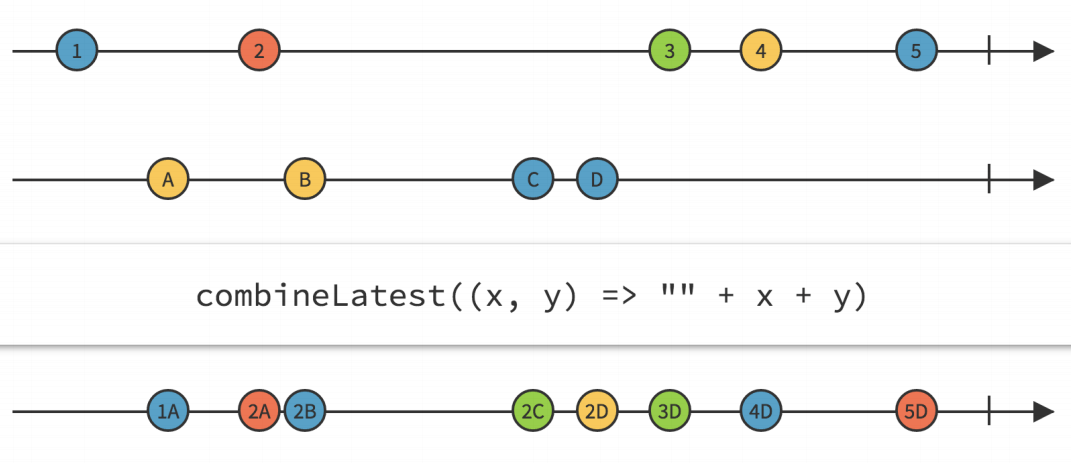 1 2 3 4 5
A B C D
combineLatest((x, y) => "" + x + y)
1A 2A 2B 2C 2D 3D 4D 5D